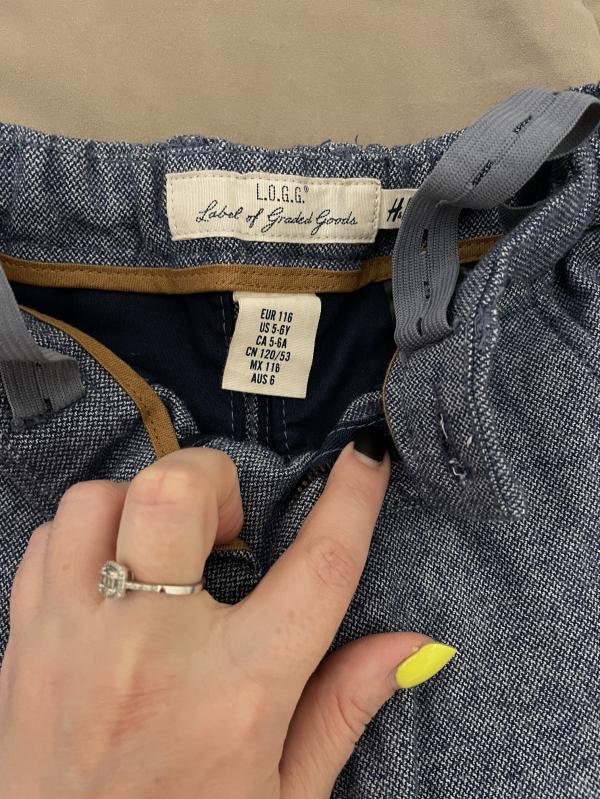 L.O.G.G.®
Label of Graded Goods
EUR 116
US 5-6Y
CA 5-6A
CN 120/53
MX 116
AUS 6